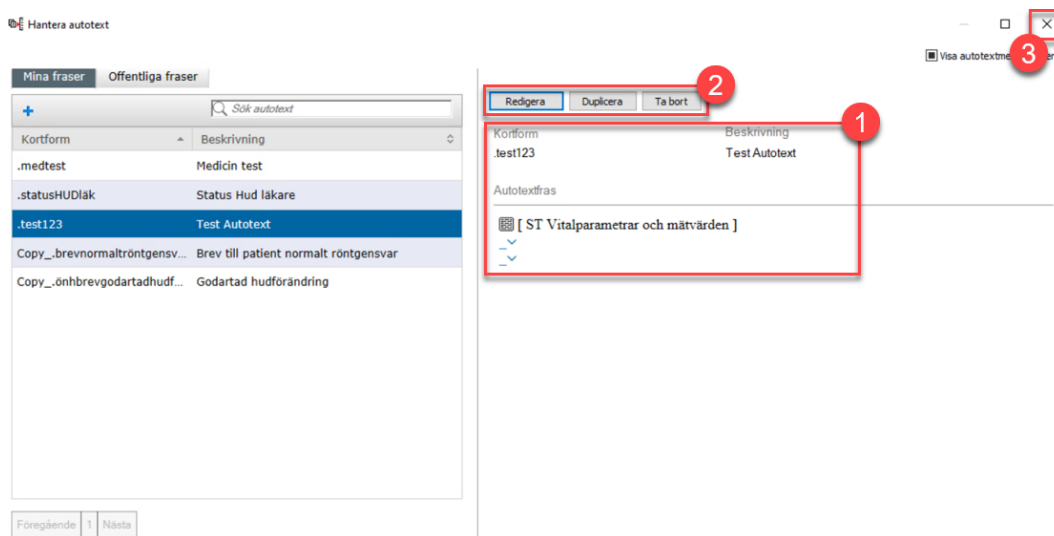 Hantera autotext
3
Visa autotextme
Mina fraser Offentliga fraser
2
Sök autotext
Redigera Duplicera Ta bort
1
Kortform Beskrivning
Kortform Beskrivning
.test123 Test Autotext
.medtest Medicin test
.statusHUDläk Status Hud läkare
Autotextfras
.test123 Test Autotext
[ ST Vitalparametrar och mätvärden ]
_
_
Copy_.brevnormaltröntgensv... Brev till patient normalt röntgensvar
Copy_.önhbrevgodartadhudf... Godartad hudförändring
Föregående 1 Nästa